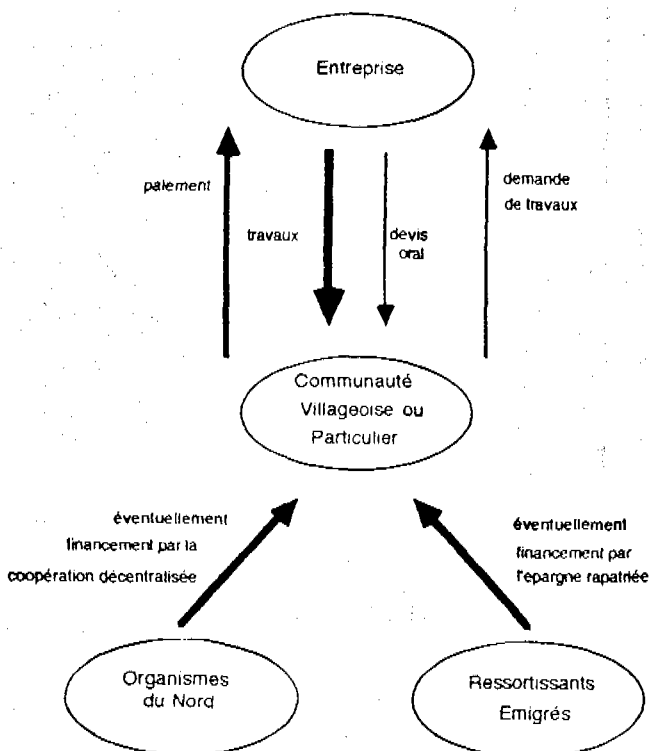 Entreprise
paiement
travaux
devis
oral
demande
de travaux
Communauté
Villageoise ou
Particulier
éventuellement
financement par la
coopération décentralisée
éventuellement
financement par
l'epargne rapatriée
Organismes
du Nord
Ressortissants
Emigrés